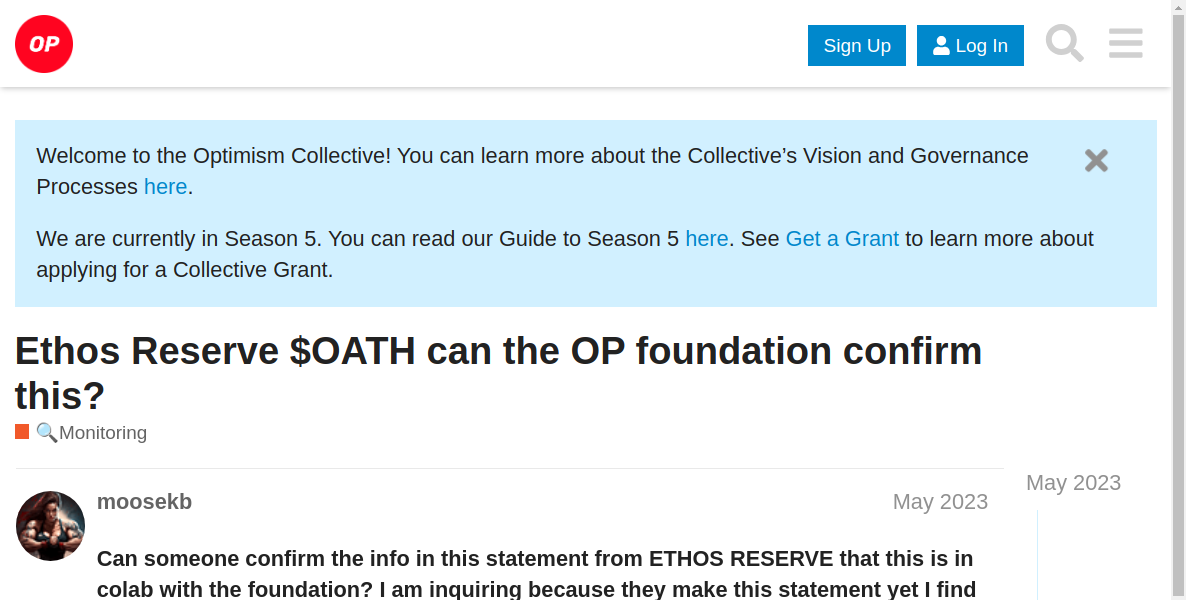 OP
Sign Up
Log In
Welcome to the Optimism Collective! You can learn more about the Collective’s Vision and Governance
Processes here.
We are currently in Season 5. You can read our Guide to Season 5 here. See Get a Grant to learn more about
applying for a Collective Grant.
Ethos Reserve $OATH can the OP foundation confirm
this?
🔍Monitoring
May 2023
moosekb
May 2023
Can someone confirm the info in this statement from ETHOS RESERVE that this is in
colab with the foundation? I am inquiring because they make this statement yet I find